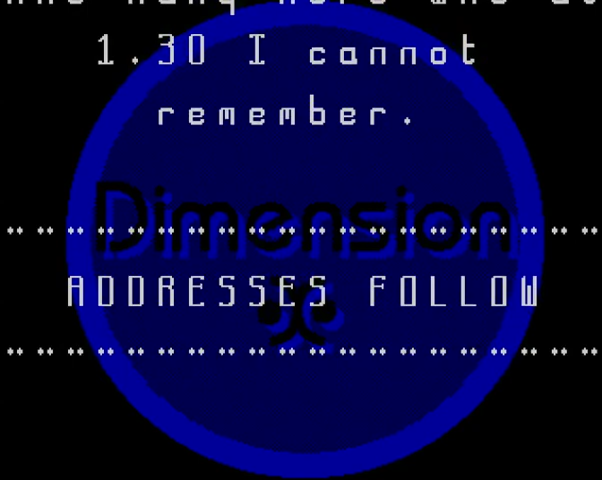 1.30 I cannot
remember.
Dimension
ADDRESSES FOLLOW